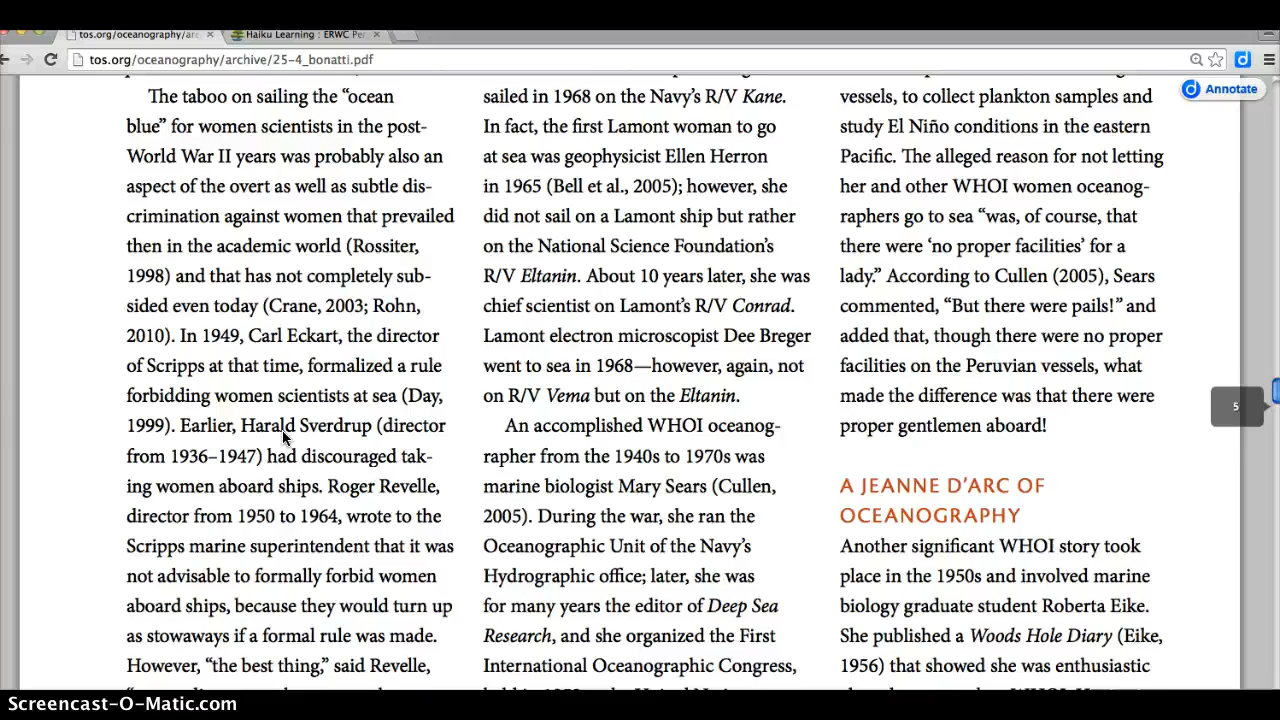 tos.org/oceanography/ar
Haiku Learning : ERWC Pe
tos.org/oceanography/archive/25-4_bonatti.pdf
Annotate
The taboo on sailing the “ocean
blue” for women scientists in the post-
World War II years was probably also an
aspect of the overt as well as subtle dis-
crimination against women that prevailed
then in the academic world (Rossiter,
1998) and that has not completely sub-
sided even today (Crane, 2003; Rohn,
2010). In 1949, Carl Eckart, the director
of Scripps at that time, formalized a rule
forbidding women scientists at sea (Day,
1999). Earlier, Harald Sverdrup (director
from 1936–1947) had discouraged tak-
ing women aboard ships. Roger Revelle,
director from 1950 to 1964, wrote to the
Scripps marine superintendent that it was
not advisable to formally forbid women
aboard ships, because they would turn up
as stowaways if a formal rule was made.
However, “the best thing,” said Revelle,
sailed in 1968 on the Navy’s R/V Kane.
In fact, the first Lamont woman to go
at sea was geophysicist Ellen Herron
in 1965 (Bell et al., 2005); however, she
did not sail on a Lamont ship but rather
on the National Science Foundation’s
R/V Eltanin. About 10 years later, she was
chief scientist on Lamont’s R/V Conrad.
Lamont electron microscopist Dee Breger
went to sea in 1968—however, again, not
on R/V Vema but on the Eltanin.
An accomplished WHOI oceanog-
rapher from the 1940s to 1970s was
marine biologist Mary Sears (Cullen,
2005). During the war, she ran the
Oceanographic Unit of the Navy’s
Hydrographic office; later, she was
for many years the editor of Deep Sea
Research, and she organized the First
International Oceanographic Congress,
vessels, to collect plankton samples and
study El Niño conditions in the eastern
Pacific. The alleged reason for not letting
her and other WHOI women oceanog-
raphers go to sea “was, of course, that
there were ‘no proper facilities’ for a
lady.” According to Cullen (2005), Sears
commented, “But there were pails!” and
added that, though there were no proper
facilities on the Peruvian vessels, what
made the difference was that there were
proper gentlemen aboard!
A JEANNE D’ARC OF
OCEANOGRAPHY
Another significant WHOI story took
place in the 1950s and involved marine
biology graduate student Roberta Eike.
She published a Woods Hole Diary (Eike,
1956) that showed she was enthusiastic
5
Screencast-O-Matic.com